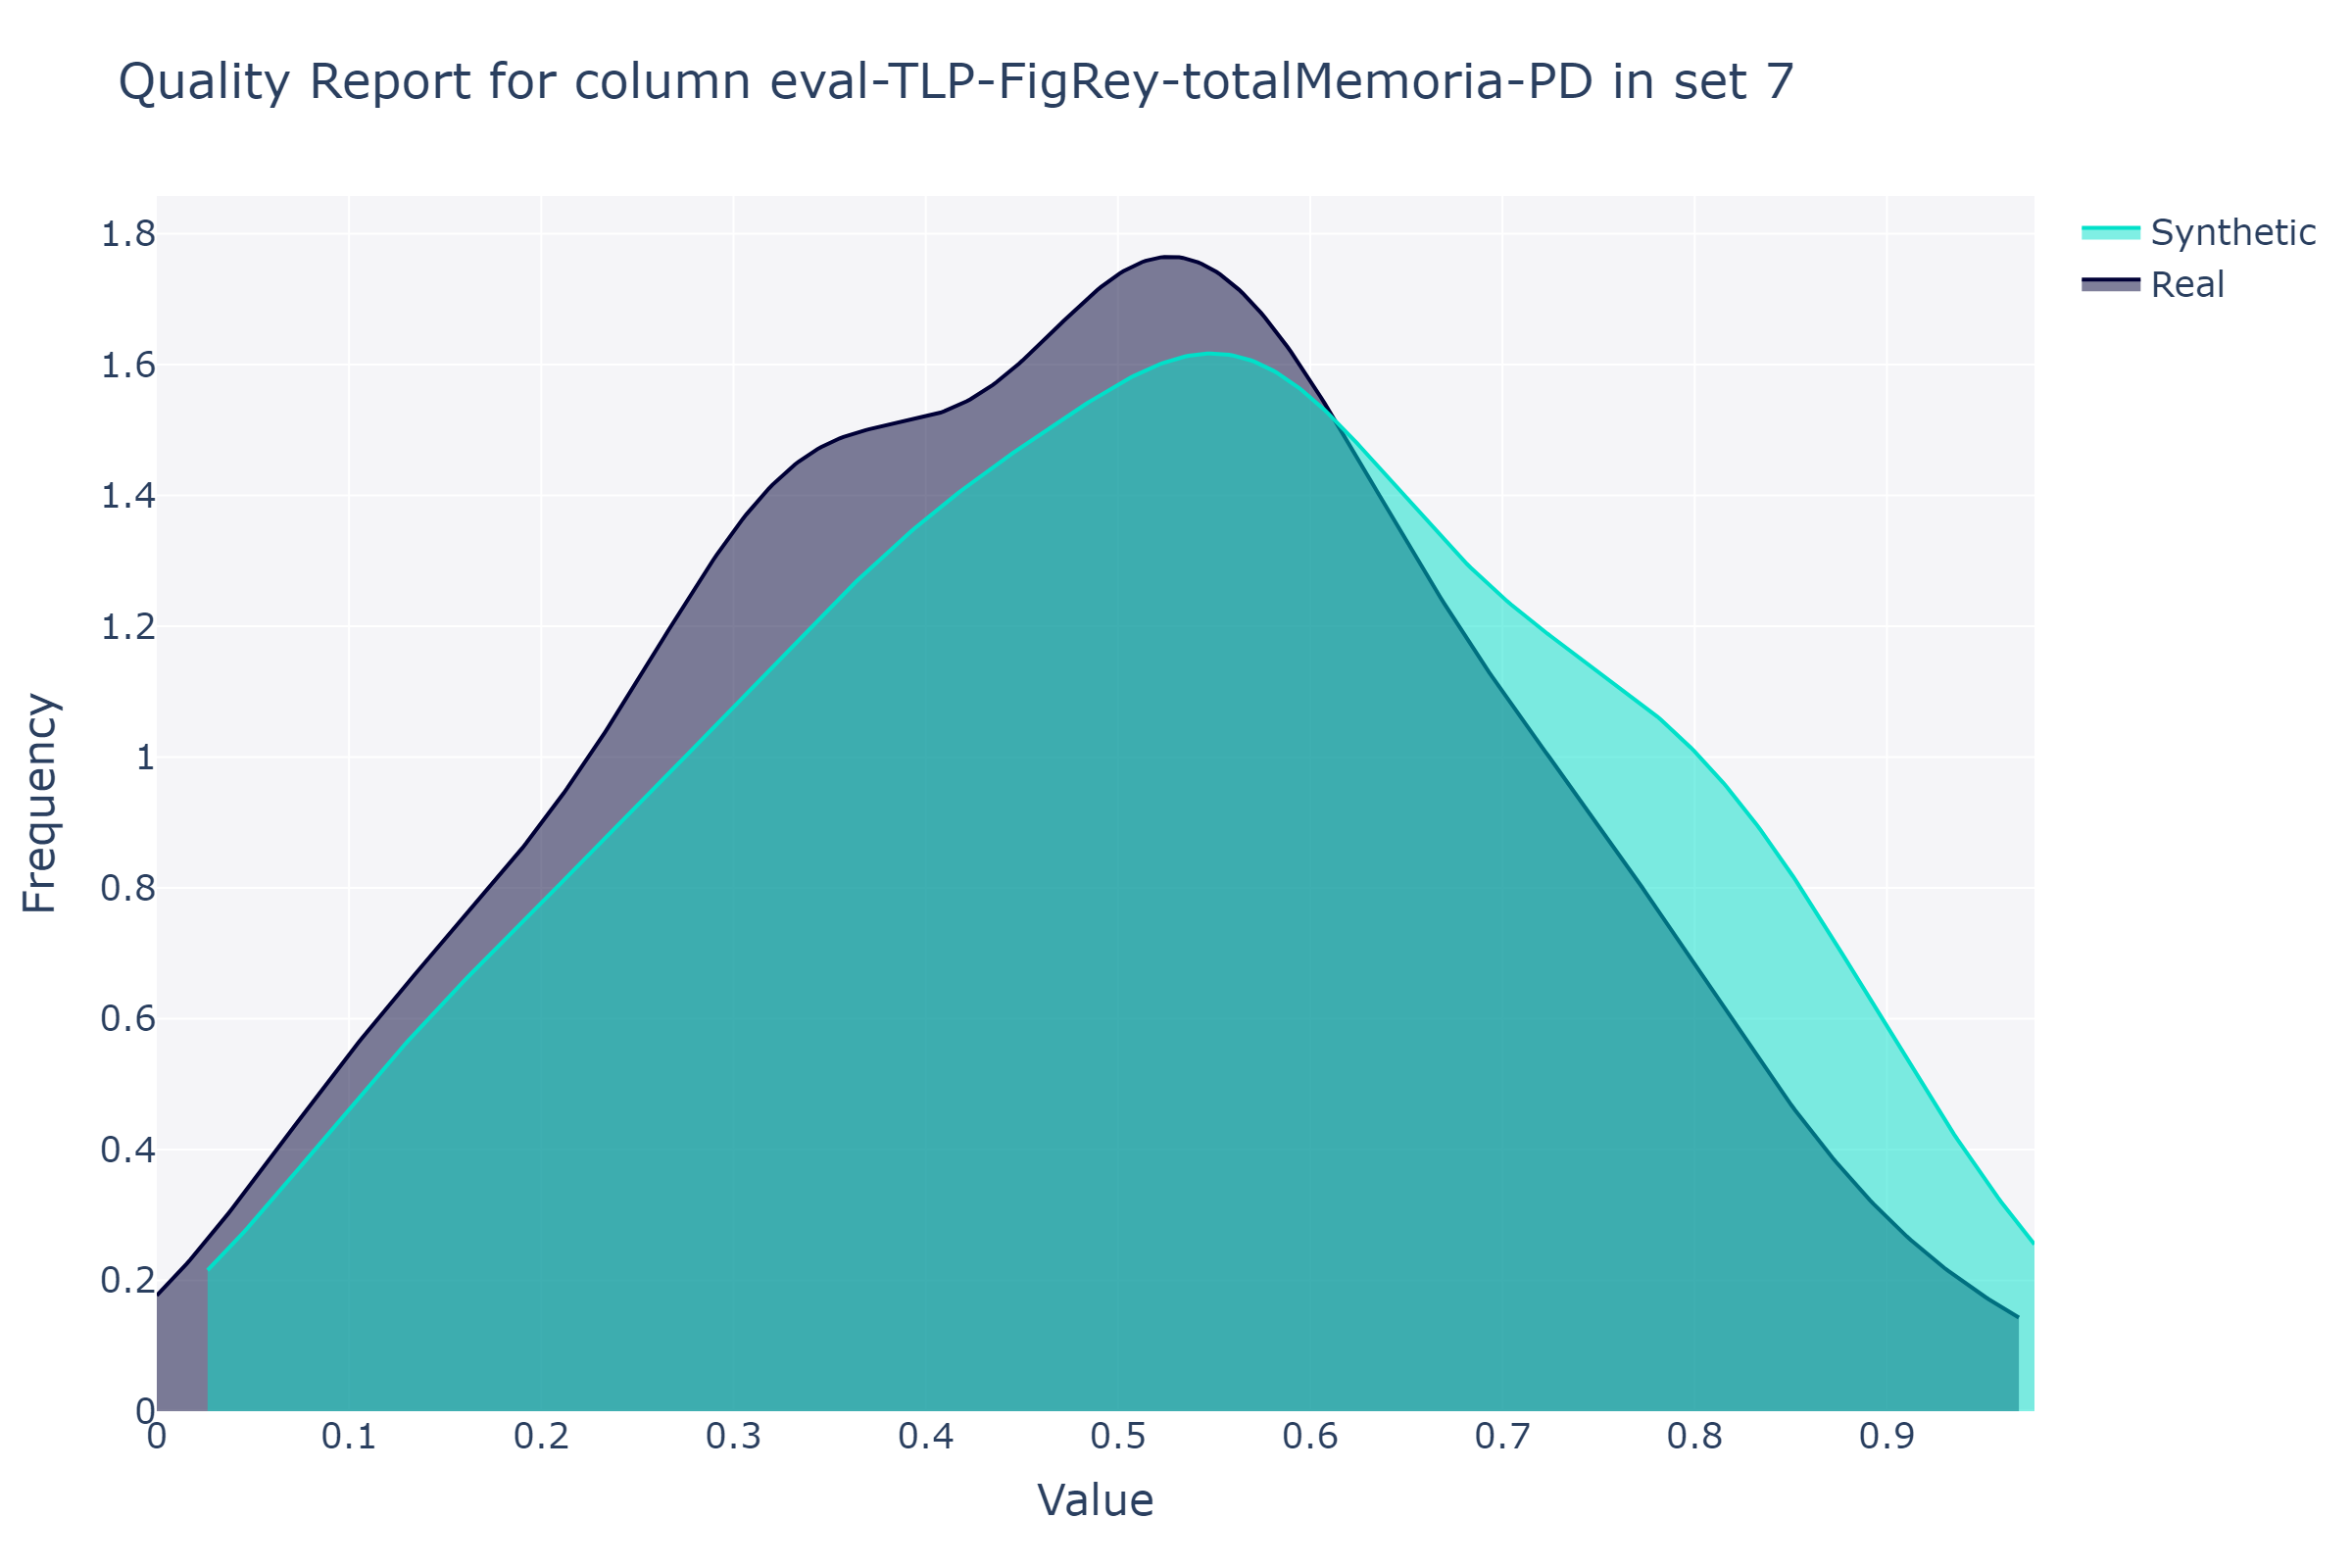 Quality Report for column eval-TLP-FigRey-totalMemoria-PD in set 7
Synthetic
Real
1.8
1.6
1.4
1.2
1
0.8
0.6
0.4
0.2
0
Frequency
0 0.1 0.2 0.3 0.4 0.5 0.6 0.7 0.8 0.9
Value